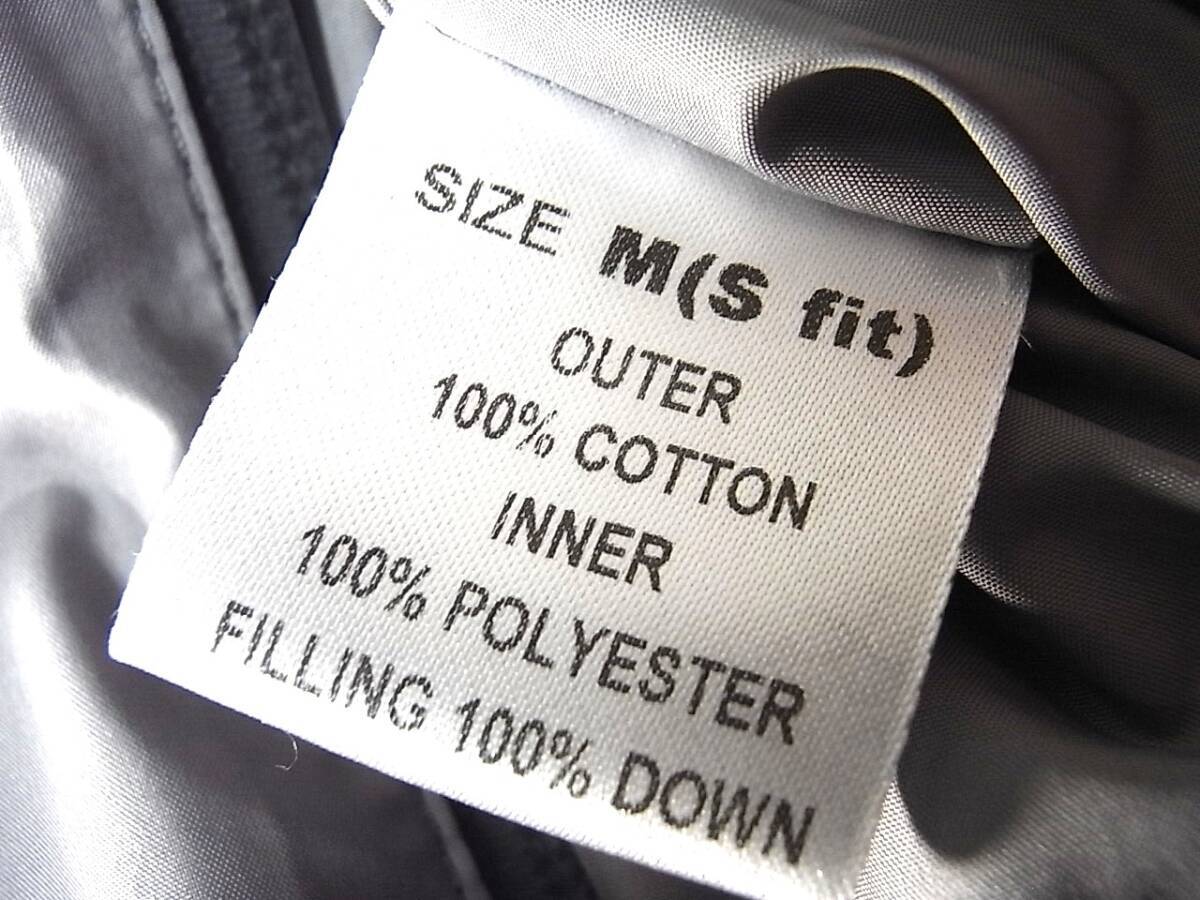 SIZE M(S fit)
OUTER
100% COTTON
INNER
100% POLYESTER
FILLING 100% DOWN